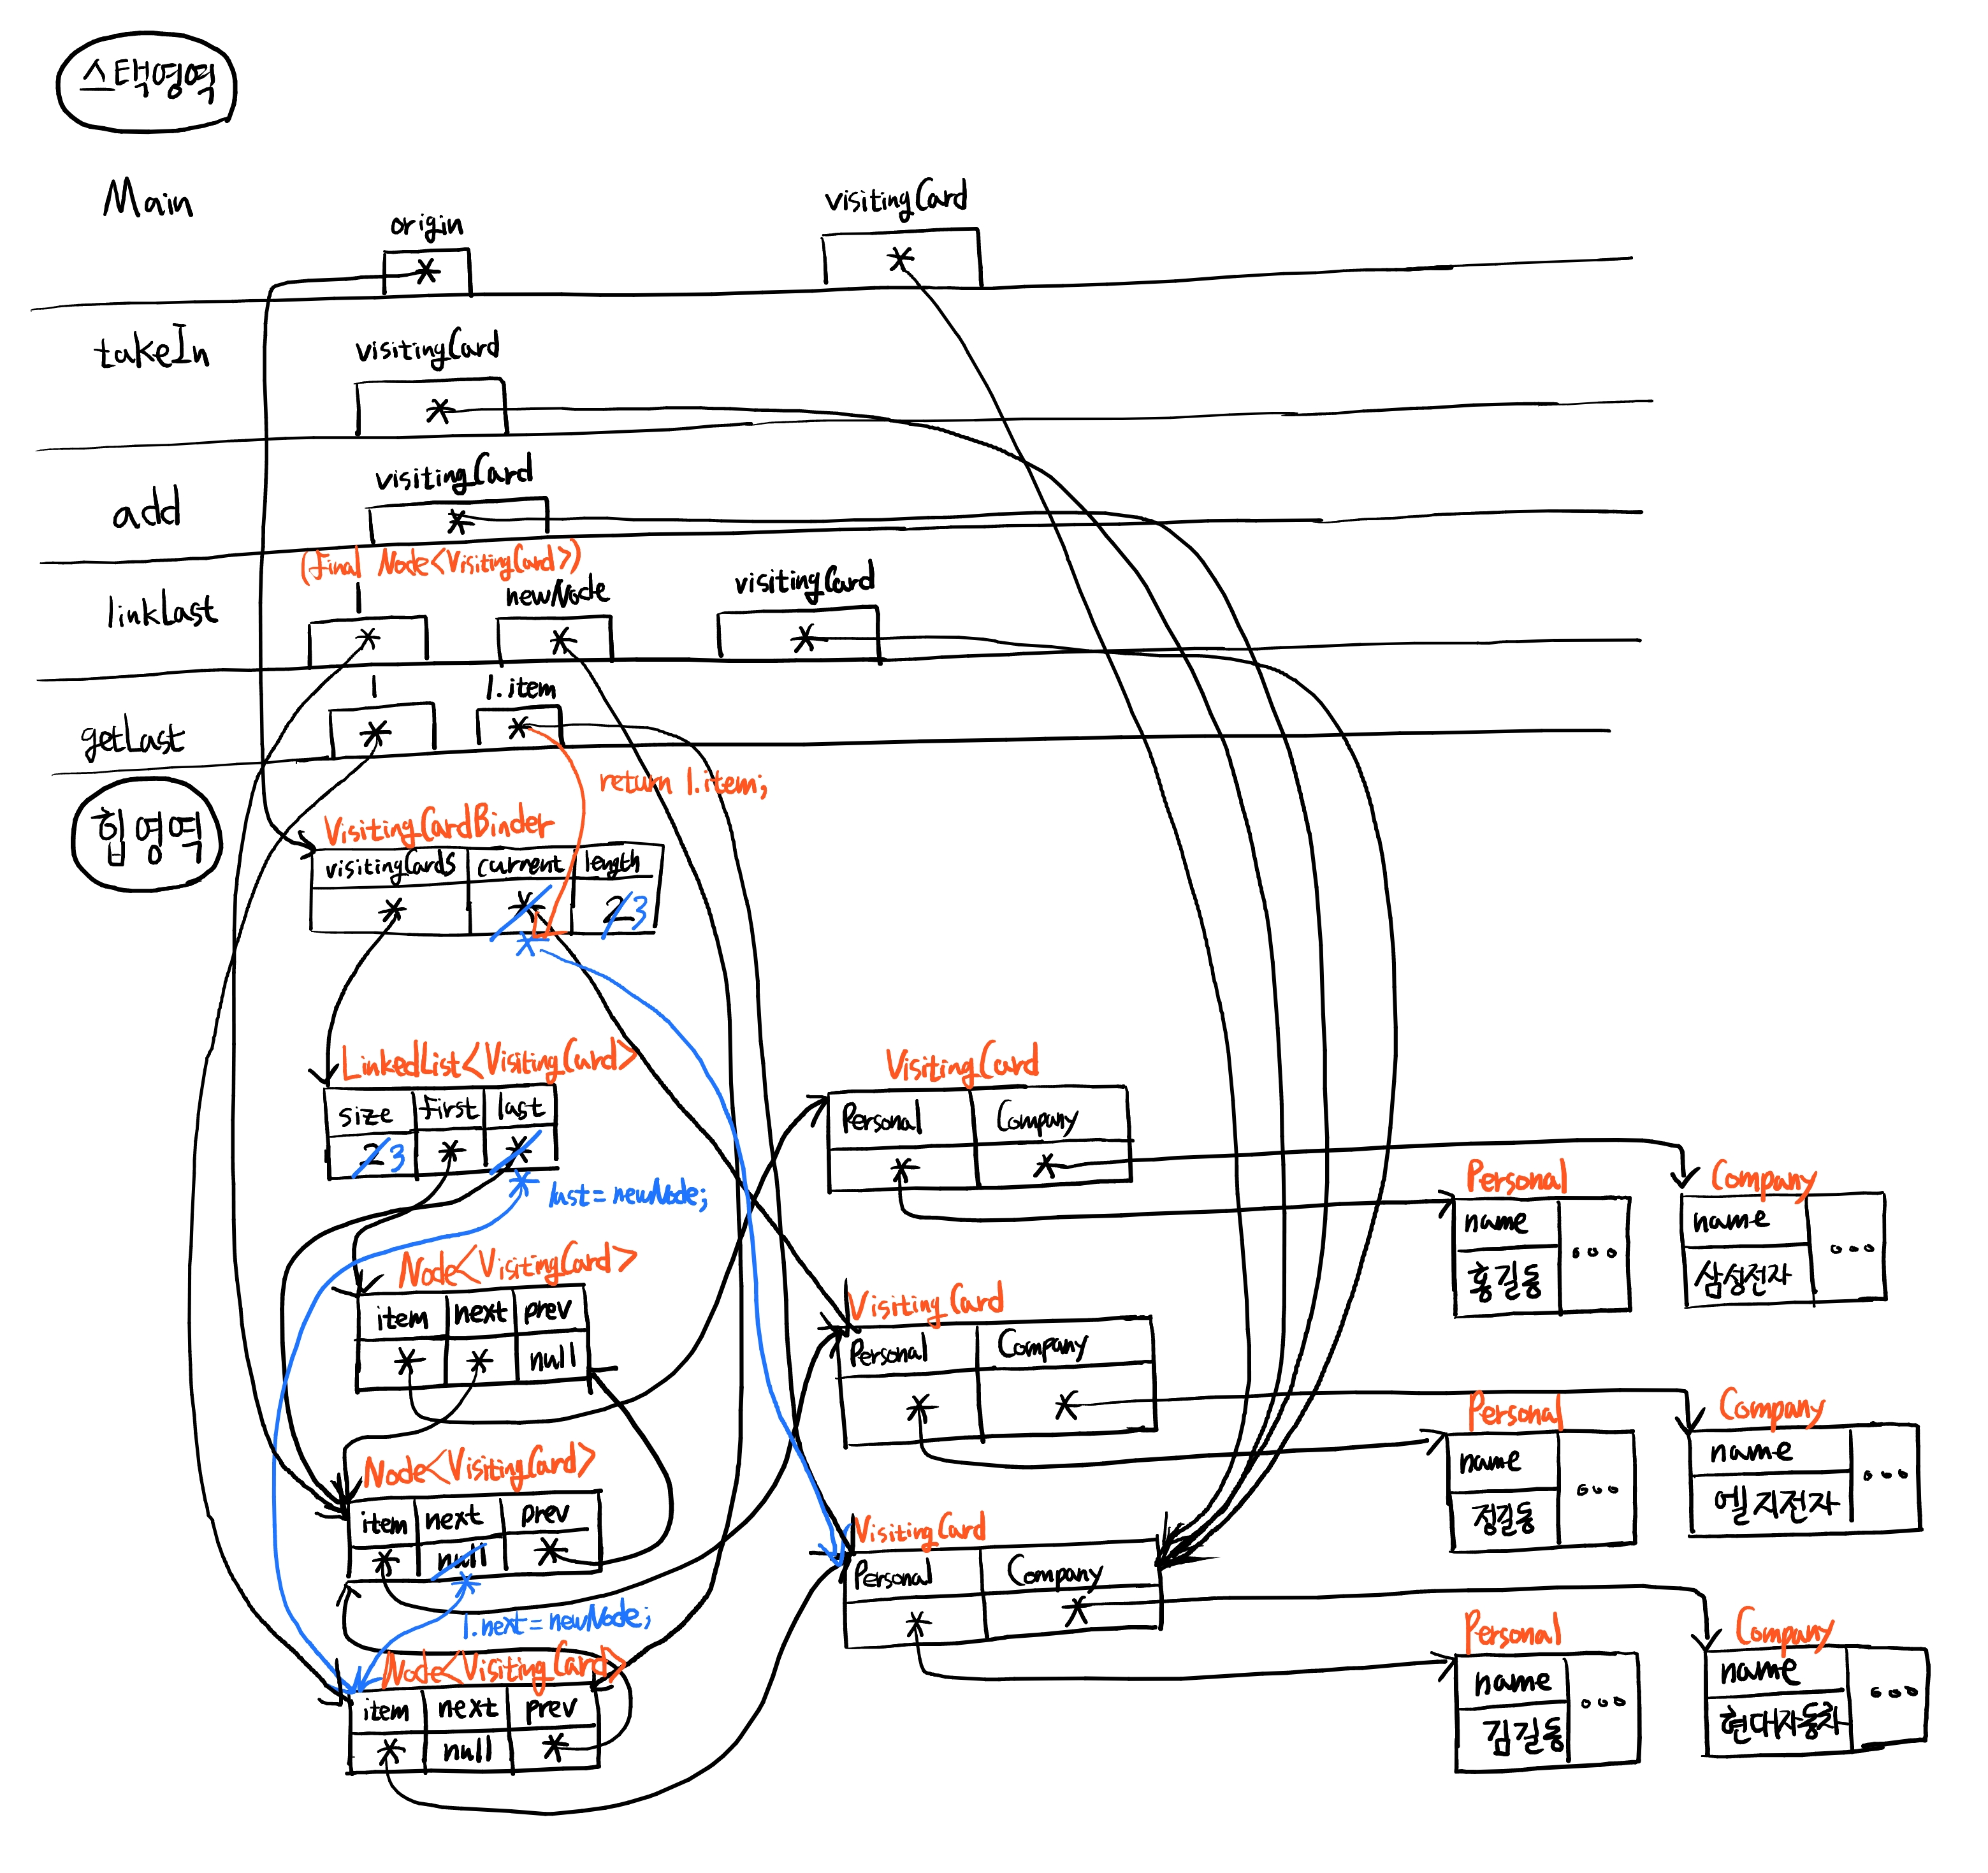 스택영역
Main
origin
visitingCard
*
*
takeIn
visitingCard
*
add
visitingCard
*
(final Node<VisitingCard>)
linkLast
l
newNode
visitingCard
*
*
*
getLast
l
l.item
*
*
return l.item;
힙영역
VisitingCardBinder
visitingCards current length
* * 2 3
*
LinkedList<VisitingCard>
size first last
2 3 * *
* last = newNode;
VisitingCard
Personal Company
* *
Personal
name ...
홍길동
Company
name ...
삼성전자
Node<VisitingCard>
item next prev
* * null
VisitingCard
Personal Company
* *
Personal
name ...
정길동
Company
name ...
엘지전자
Node<VisitingCard>
item next prev
* null *
*
l.next = newNode;
VisitingCard
Personal Company
* *
Personal
name ...
김길동
Company
name ...
현대자동차
Node<VisitingCard>
item next prev
* null *